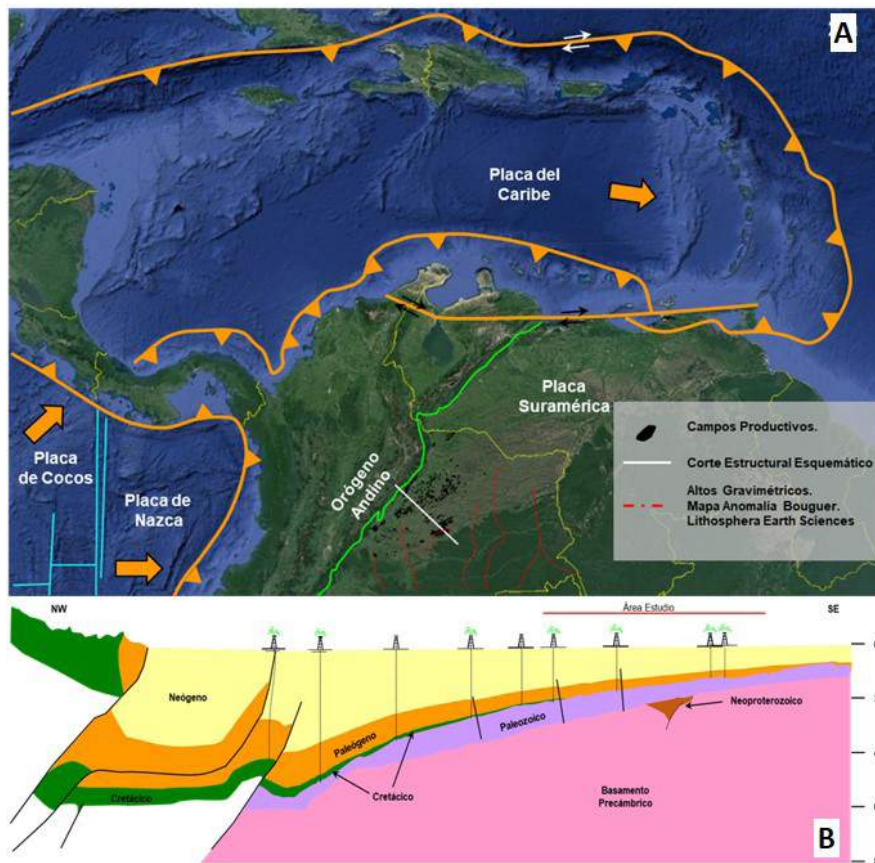 A
Placa del
Caribe
Placa
Suramérica
Campos Productivos.
Corte Estructural Esquemático
Altos Gravimétricos.
Mapa Anomalia Bouguer.
Lithosphera Earth Sciences
Orógeno
Andino
Placa
de Cocos
Placa de
Nazca
NW
Área Estudio
SE
Neógeno
Neoproterozoico
Paleógeno
Paleozoico
Cretácico
Cretácico
Basamento
Precámbrico
B